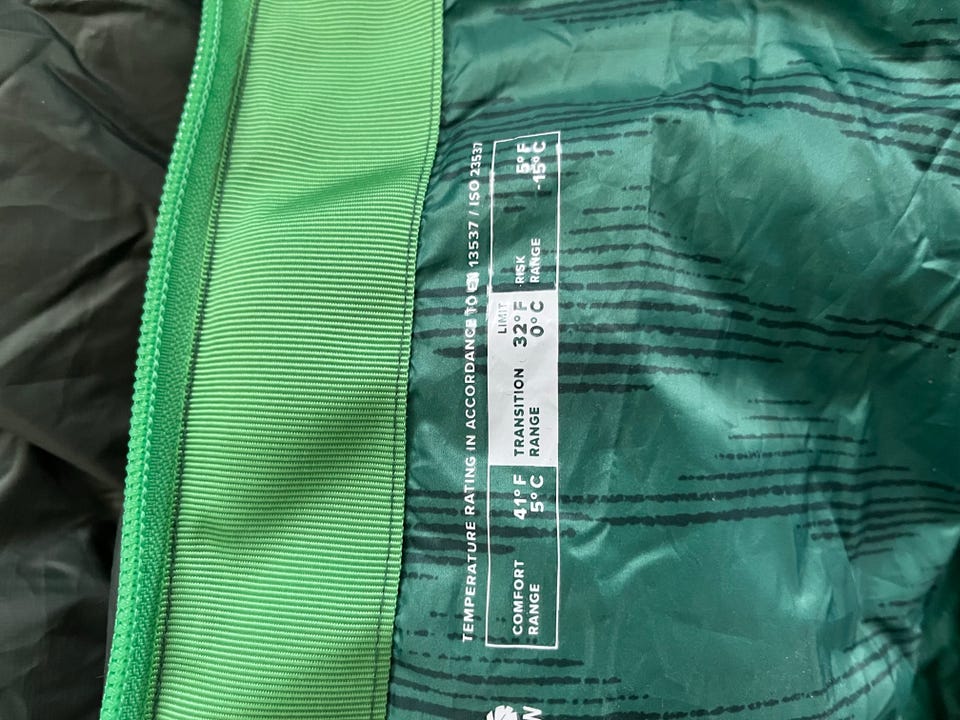 TEMPERATURE RATING IN ACCORDANCE TO EN 13537 / ISO 23537
COMFORT
RANGE
41° F
5° C
LIMIT
TRANSITION
RANGE
32° F
0° C
RISK
RANGE
5° F
-15° C